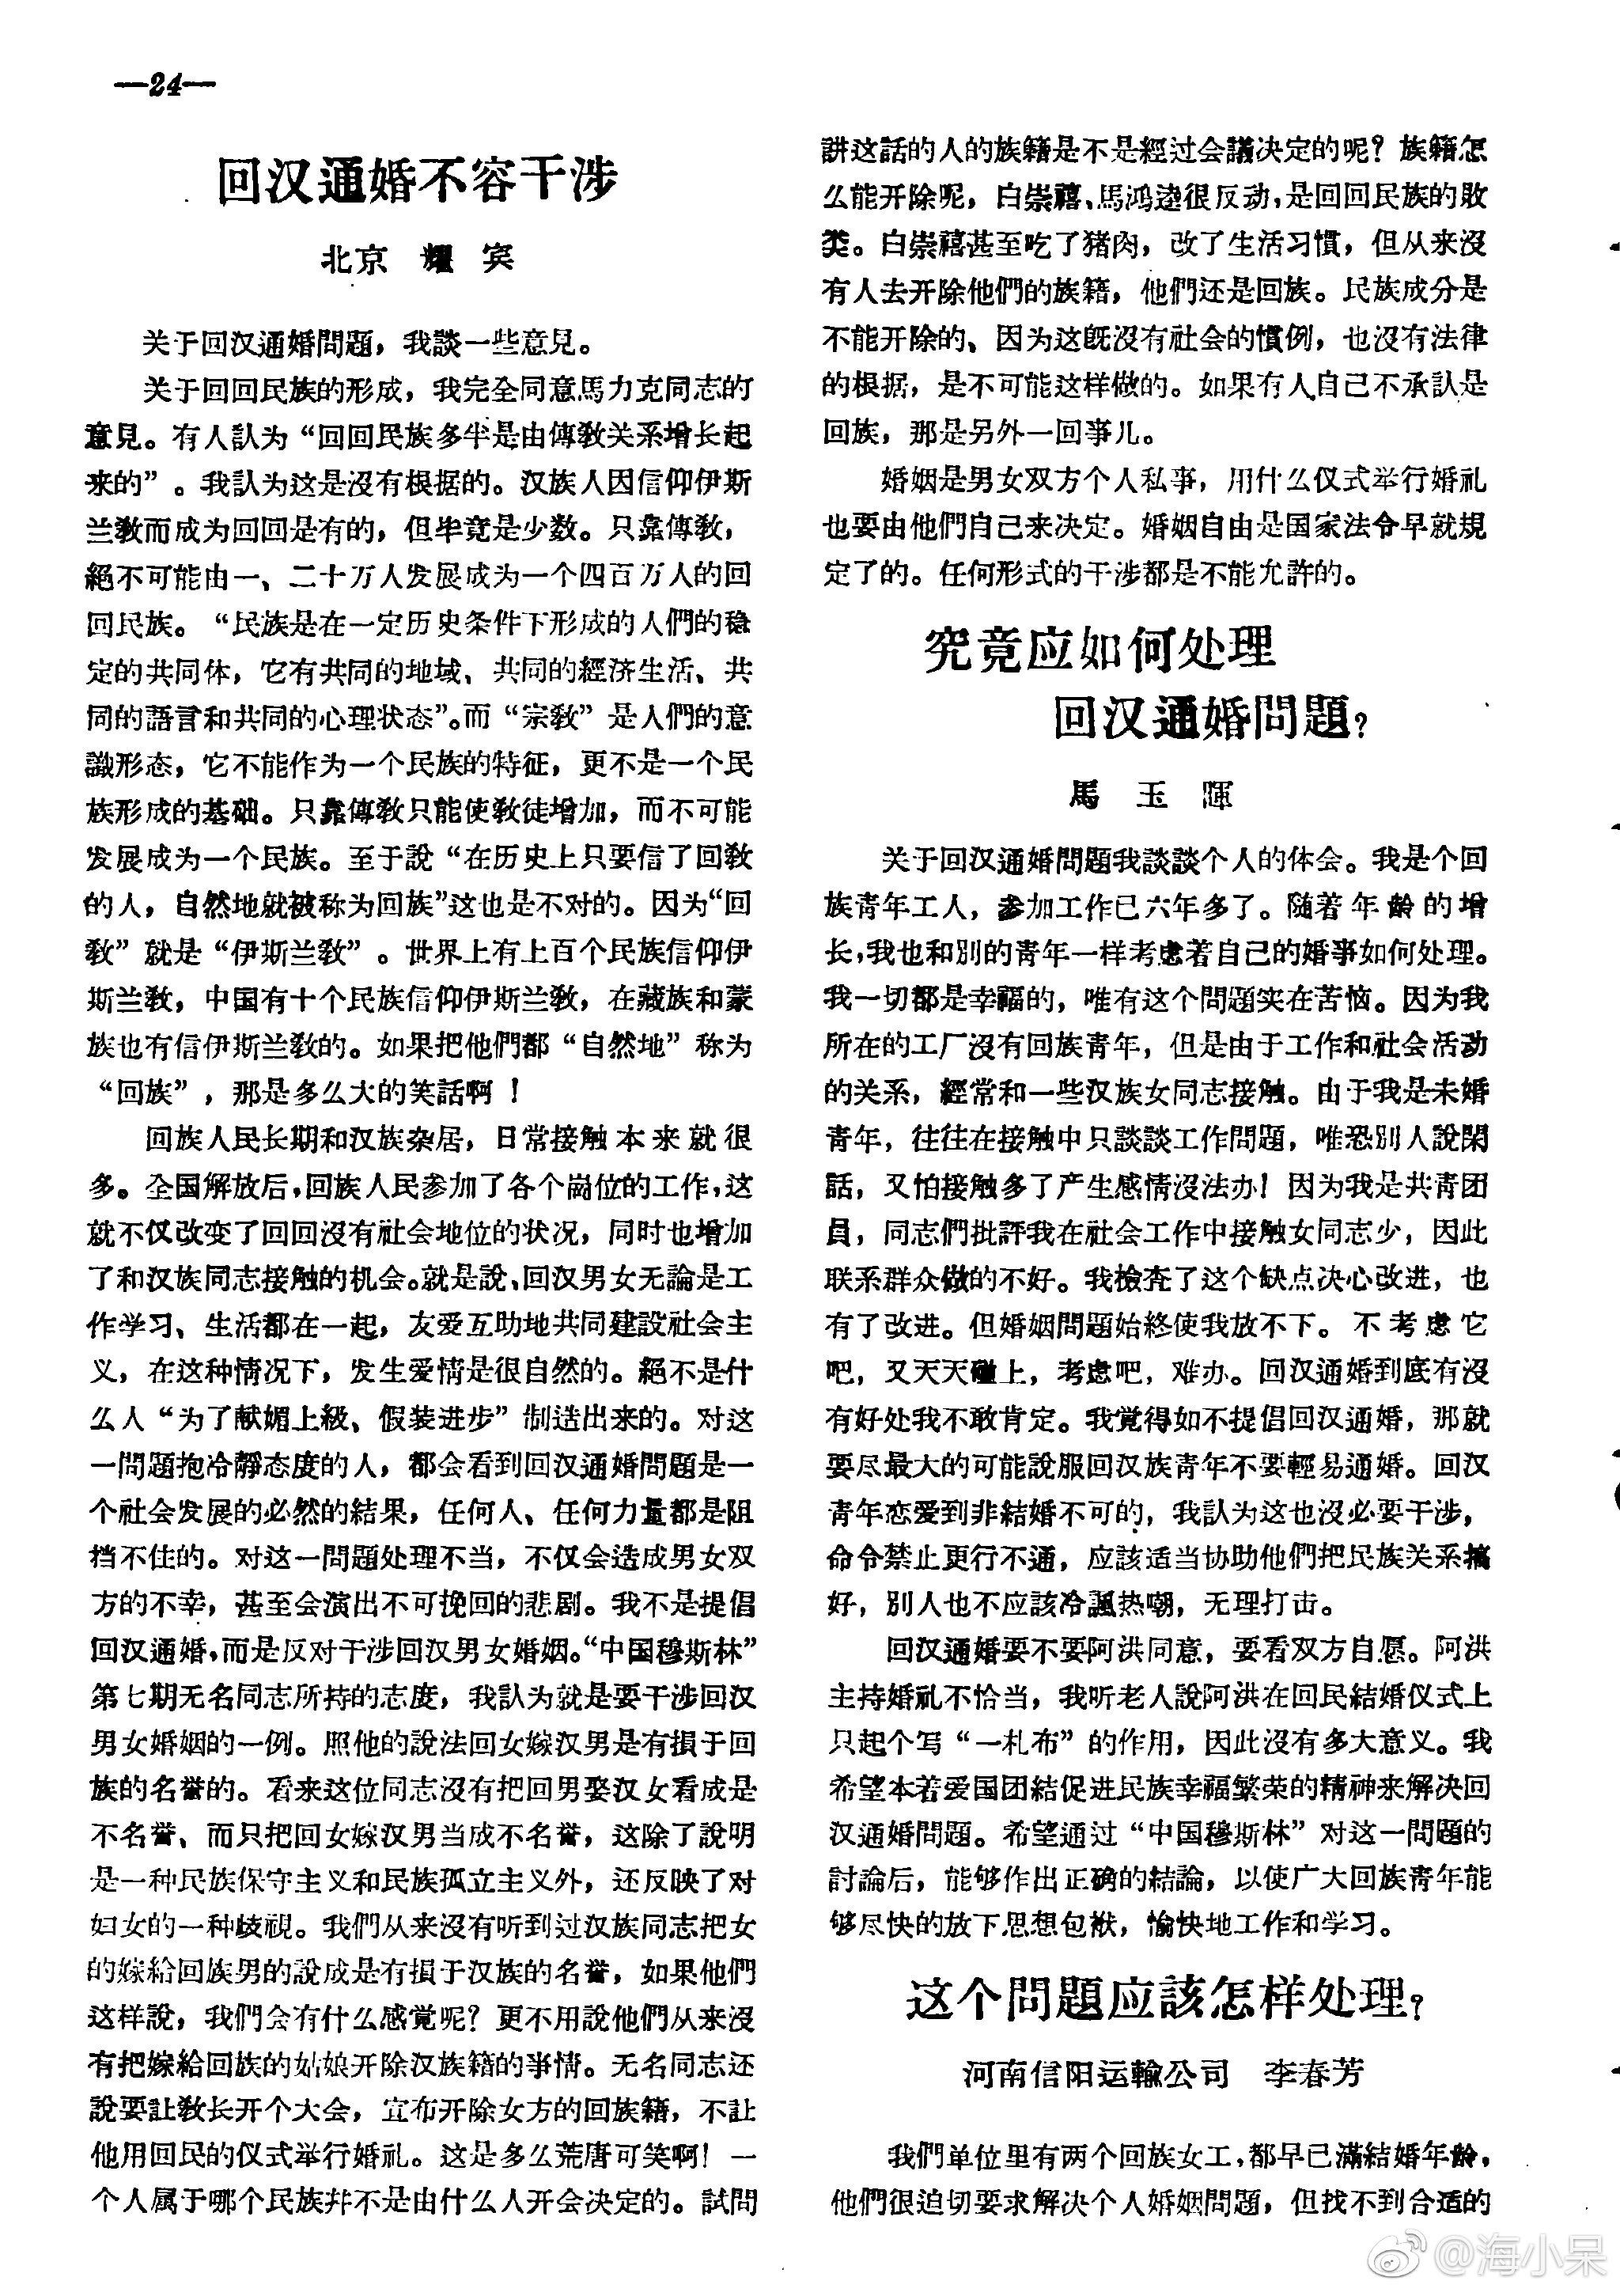 —24—
回汉通婚不容干涉
北京 耀宾
关于回汉通婚問題，我談一些意見。
关于回回民族的形成，我完全同意馬力克同志的
意見。有人訓为“回回民族多半是由傳教关系增长起
来的”。我認为这是沒有根据的。汉族人因信仰伊斯
兰教而成为回回是有的，但毕竟是少数。只靠傳教，
絕不可能由一、二十万人发展成为一个四百万人的回
回民族。“民族是在一定历史条件下形成的人們的稳
定的共同体，它有共同的地域、共同的經济生活、共
同的語言和共同的心理状态”。而“宗教”是人們的意
識形态，它不能作为一个民族的特征，更不是一个民
族形成的基础。只靠傳教只能使教徒增加，而不可能
发展成为一个民族。至于說“在历史上只要信了回教
的人，自然地就被称为回族”这也是不对的。因为“回
教”就是“伊斯兰教”。世界上有上百个民族信仰伊
斯兰教，中国有十个民族信仰伊斯兰教，在藏族和蒙
族也有信伊斯兰教的。如果把他們都“自然地”称为
“回族”，那是多么大的笑話啊！
回族人民长期和汉族杂居，日常接触本来就很
多。全国解放后，回族人民参加了各个崗位的工作，这
就不仅改变了回回沒有社会地位的状况，同时也增加
了和汉族同志接触的机会。就是說、回汉男女无論是工
作学习、生活都在一起，友爱互助地共同建設社会主
义，在这种情况下，发生爱情是很自然的。絕不是什
么人“为了献媚上級、假装进步”制造出来的。对这
一問題抱冷靜态度的人，都会看到回汉通婚問題是一
个社会发展的必然的結果，任何人、任何力量都是阻
挡不住的。对这一問題处理不当，不仅会造成男女双
方的不幸，甚至会演出不可挽回的悲剧。我不是提倡
回汉通婚，而是反对干涉回汉男女婚姻。“中国穆斯林”
第七期无名同志所持的态度，我認为就是要干涉回汉
男女婚姻的一例。照他的說法回女嫁汉男是有損于回
族的名誉的。看来这位同志沒有把回男娶汉女看成是
不名誉、而只把回女嫁汉男当成不名誉，这除了說明
是一种民族保守主义和民族孤立主义外，还反映了对
妇女的一种歧視。我們从来沒有听到过汉族同志把女
的嫁給回族男的說成是有損于汉族的名誉，如果他們
这样說，我們会有什么感覚呢？更不用說他們从来沒
有把嫁給回族的姑娘开除汉族籍的事情。无名同志还
說要讓教长开个大会，宣布开除女方的回族籍，不讓
他用回民的仪式举行婚礼。这是多么荒唐可笑啊！一
个人属于哪个民族并不是由什么人开会决定的。試問
講这話的人的族籍是不是經过会議决定的呢？族籍怎
么能开除呢，白崇禧、馬鴻逵很反动，是回回民族的敗
类。白崇禧甚至吃了猪肉，改了生活习慣，但从来沒
有人去开除他們的族籍，他們还是回族。民族成分是
不能开除的、因为这既沒有社会的慣例，也沒有法律
的根据，是不可能这样做的。如果有人自己不承認是
回族，那是另外一回事儿。
婚姻是男女双方个人私事，用什么仪式举行婚礼
也要由他們自己来决定。婚姻自由是国家法令早就規
定了的。任何形式的干涉都是不能允許的。
究竟应如何处理
回汉通婚問題？
馬玉暉
关于回汉通婚問題我談談个人的体会。我是个回
族青年工人，参加工作已六年多了。随着年龄的增
长，我也和別的青年一样考虑着自己的婚事如何处理。
我一切都是幸福的，唯有这个問題实在苦恼。因为我
所在的工厂沒有回族青年，但是由于工作和社会活动
的关系，經常和一些汉族女同志接触。由于我是未婚
青年，往往在接触中只談談工作問題，唯恐別人說閑
話，又怕接触多了产生感情沒法办！因为我是共青团
員，同志們批評我在社会工作中接触女同志少，因此
联系群众做的不好。我檢查了这个缺点决心改进，也
有了改进。但婚姻問題始終使我放不下。不考虑它
吧，又天天碰上，考虑吧，难办。回汉通婚到底有沒
有好处我不敢肯定。我覚得如不提倡回汉通婚，那就
要尽最大的可能說服回汉族青年不要輕易通婚。回汉
青年恋爱到非結婚不可的，我認为这也沒必要干涉，
命令禁止更行不通，应該适当协助他們把民族关系搞
好，別人也不应該冷諷热嘲，无理打击。
回汉通婚要不要阿洪同意，要看双方自愿。阿洪
主持婚礼不恰当，我听老人說阿洪在回民結婚仪式上
只起个写“一札布”的作用，因此沒有多大意义。我
希望本着爱国团結促进民族幸福繁荣的精神来解决回
汉通婚問題。希望通过“中国穆斯林”对这一問題的
討論后，能够作出正确的結論，以使广大回族青年能
够尽快的放下思想包袱，愉快地工作和学习。
这个問題应該怎样处理？
河南信阳运輸公司 李春芳
我們单位里有两个回族女工，都早已滿結婚年龄，
他們很迫切要求解决个人婚姻問題，但找不到合适的
@海小呆